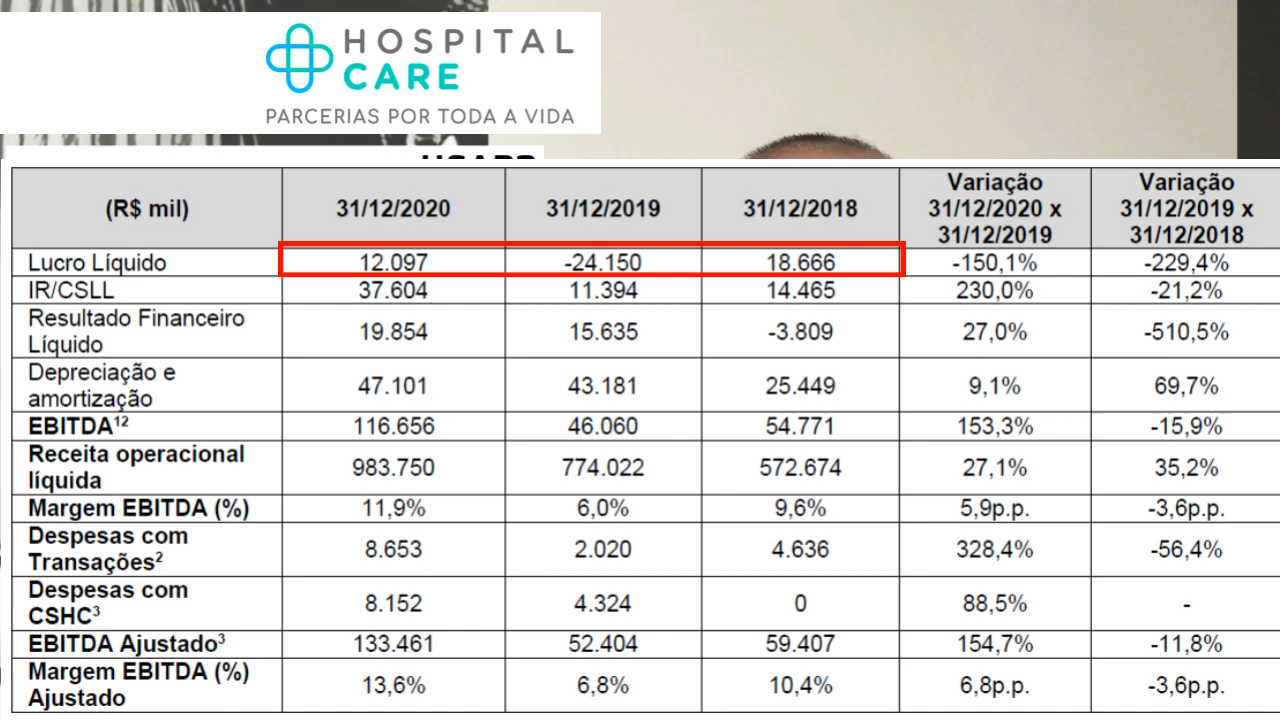 HOSPITAL
CARE
PARCERIAS POR TODA A VIDA
(R$ mil) 31/12/2020 31/12/2019 31/12/2018 Variação 31/12/2020 x 31/12/2019 Variação 31/12/2019 x 31/12/2018
Lucro Líquido 12.097 -24.150 18.666 -150,1% -229,4%
IR/CSLL 37.604 11.394 14.465 230,0% -21,2%
Resultado Financeiro Líquido 19.854 15.635 -3.809 27,0% -510,5%
Depreciação e amortização 47.101 43.181 25.449 9,1% 69,7%
EBITDA¹² 116.656 46.060 54.771 153,3% -15,9%
Receita operacional líquida 983.750 774.022 572.674 27,1% 35,2%
Margem EBITDA (%) 11,9% 6,0% 9,6% 5,9p.p. -3,6p.p.
Despesas com Transações² 8.653 2.020 4.636 328,4% -56,4%
Despesas com CSHC³ 8.152 4.324 0 88,5% -
EBITDA Ajustado³ 133.461 52.404 59.407 154,7% -11,8%
Margem EBITDA (%) Ajustado 13,6% 6,8% 10,4% 6,8p.p. -3,6p.p.